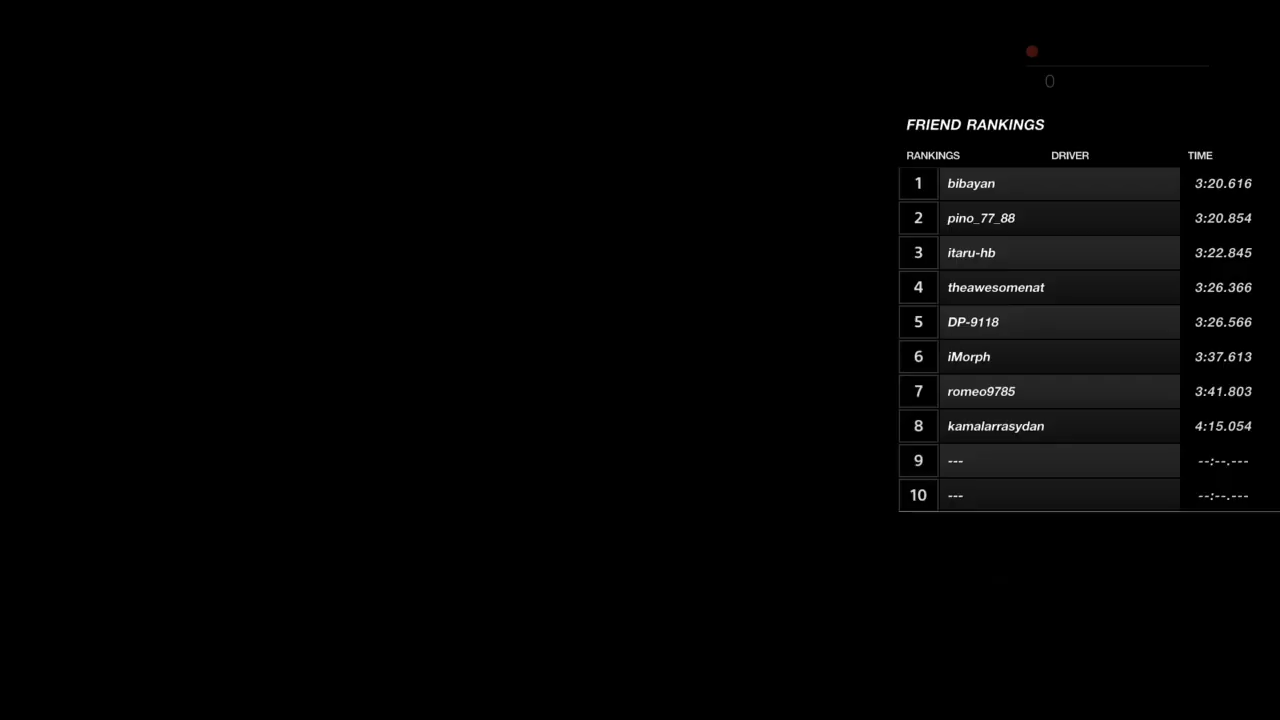 0
FRIEND RANKINGS
RANKINGS DRIVER TIME
1 bibayan 3:20.616
2 pino_77_88 3:20.854
3 itaru-hb 3:22.845
4 theawesomenat 3:26.366
5 DP-9118 3:26.566
6 iMorph 3:37.613
7 romeo9785 3:41.803
8 kamalarrasydan 4:15.054
9 --- --:--.---
10 --- --:--.---